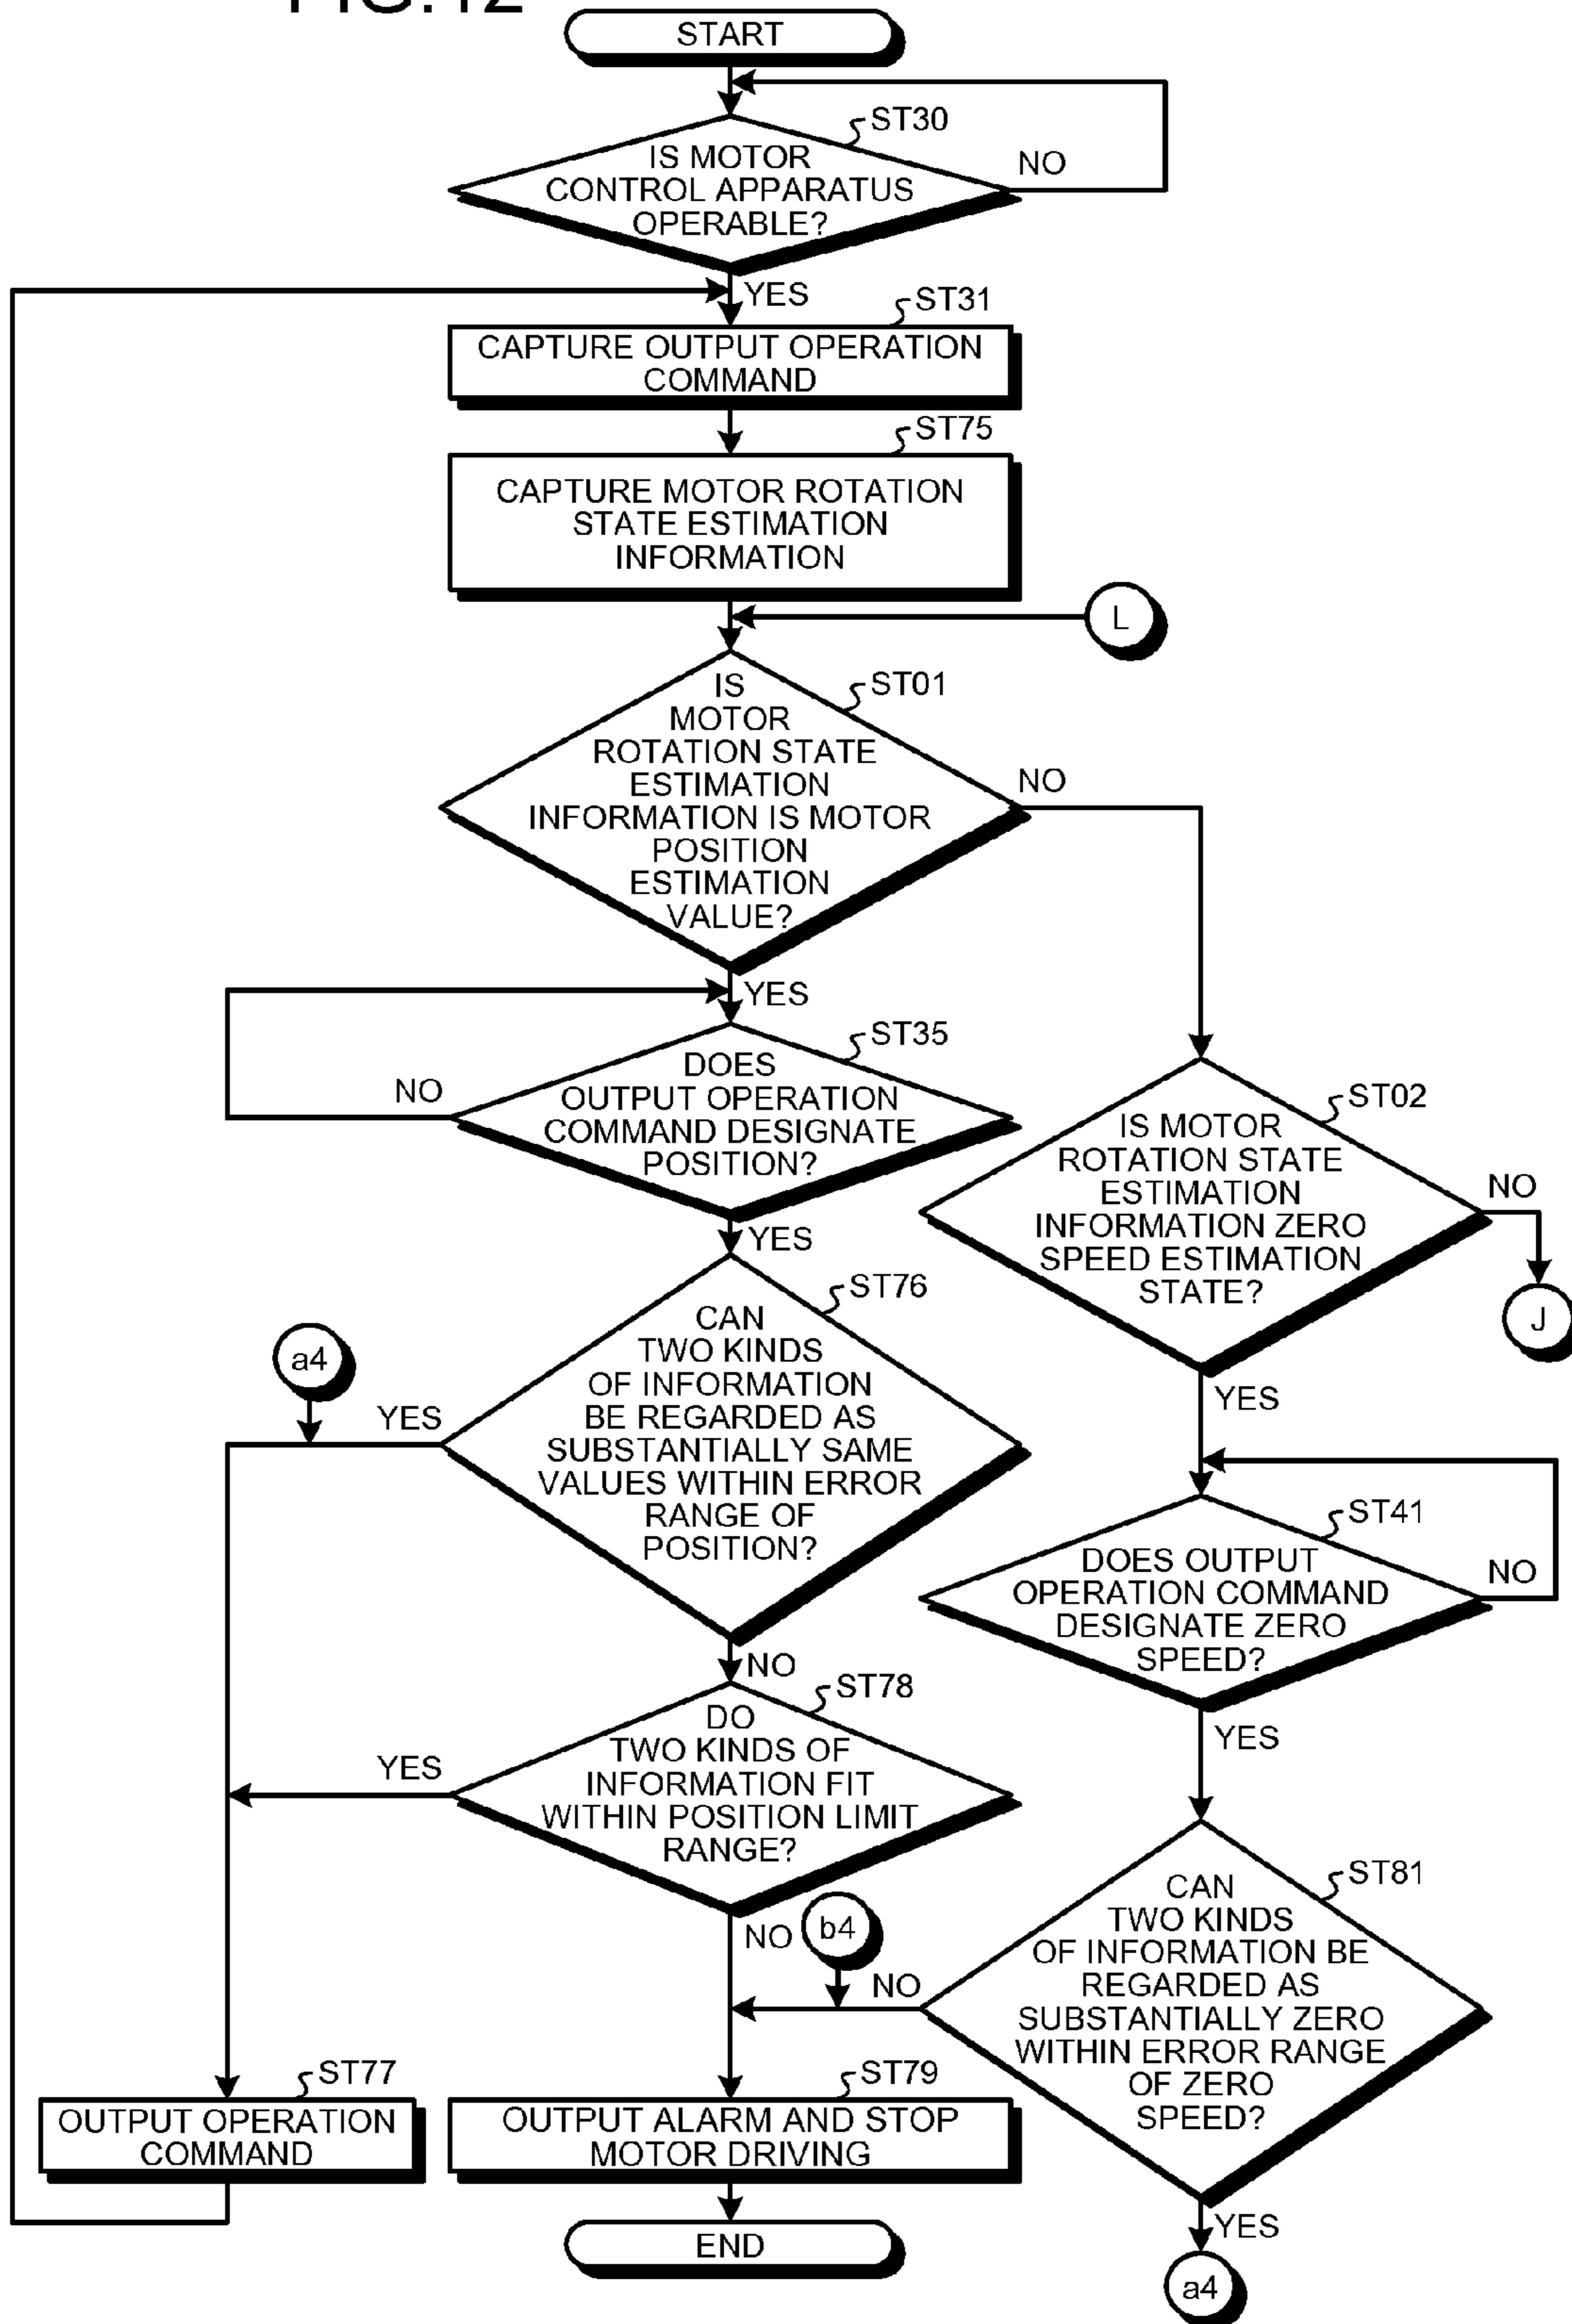 FIG.12
START
ST30
IS MOTOR
CONTROL APPARATUS
OPERABLE?
NO
YES
ST31
CAPTURE OUTPUT OPERATION
COMMAND
ST75
CAPTURE MOTOR ROTATION
STATE ESTIMATION
INFORMATION
L
ST01
IS
MOTOR
ROTATION STATE
ESTIMATION
INFORMATION IS MOTOR
POSITION
ESTIMATION
VALUE?
NO
YES
ST35
DOES
OUTPUT OPERATION
COMMAND DESIGNATE
POSITION?
NO
YES
ST02
IS MOTOR
ROTATION STATE
ESTIMATION
INFORMATION ZERO
SPEED ESTIMATION
STATE?
NO
J
YES
ST76
CAN
TWO KINDS
OF INFORMATION
BE REGARDED AS
SUBSTANTIALLY SAME
VALUES WITHIN ERROR
RANGE OF
POSITION?
a4
YES
NO
ST41
DOES OUTPUT
OPERATION COMMAND
DESIGNATE ZERO
SPEED?
NO
YES
ST78
DO
TWO KINDS OF
INFORMATION FIT
WITHIN POSITION LIMIT
RANGE?
YES
NO
b4
ST81
CAN
TWO KINDS
OF INFORMATION BE
REGARDED AS
SUBSTANTIALLY ZERO
WITHIN ERROR RANGE
OF ZERO
SPEED?
NO
YES
a4
ST77
OUTPUT OPERATION
COMMAND
ST79
OUTPUT ALARM AND STOP
MOTOR DRIVING
END